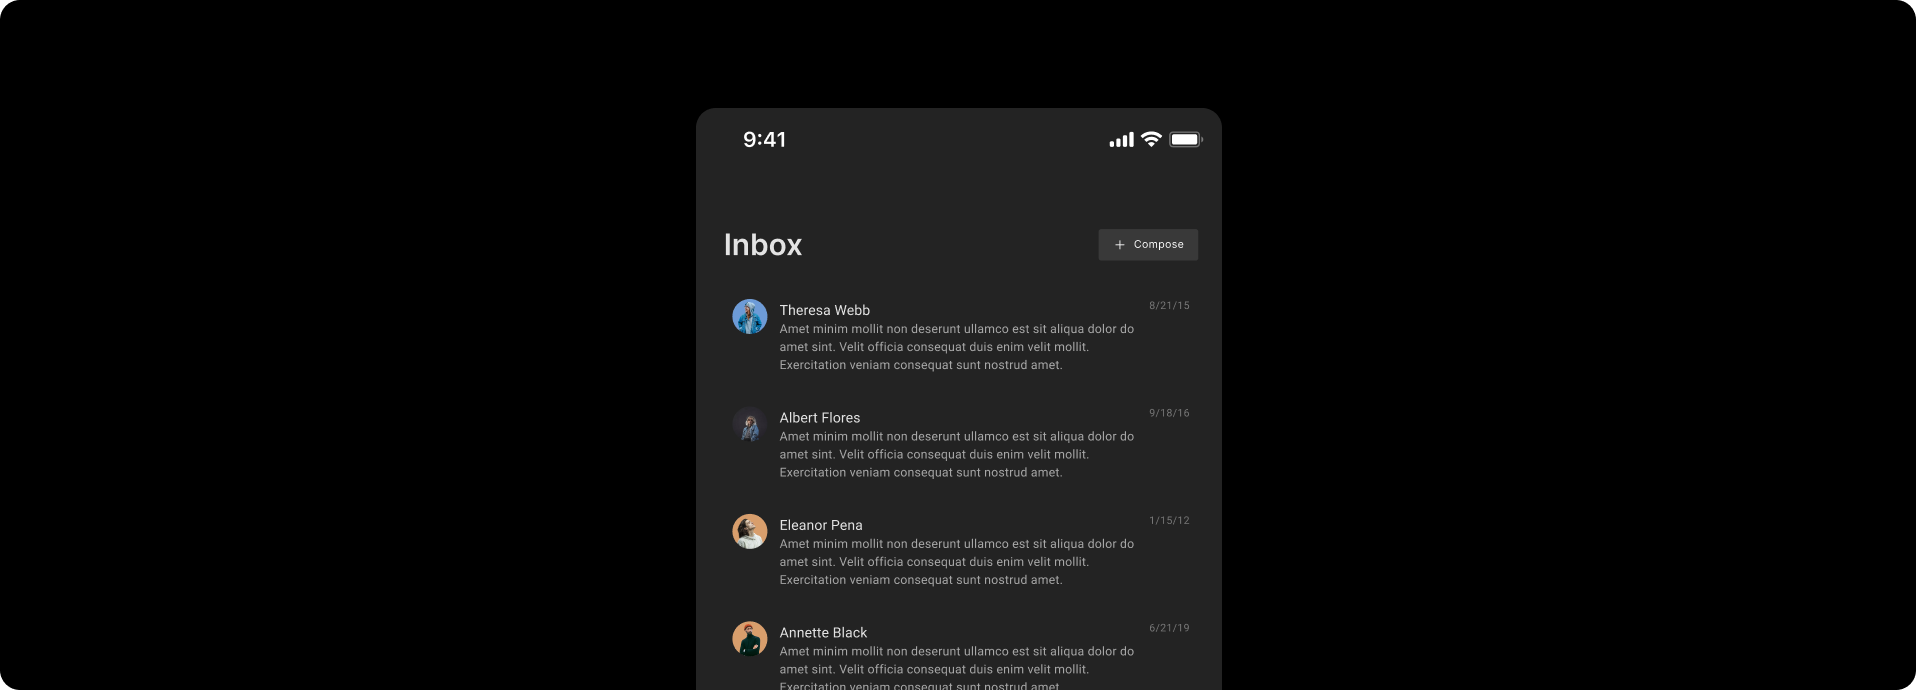 9:41
Inbox
Compose
Theresa Webb
8/21/15
Amet minim mollit non deserunt ullamco est sit aliqua dolor do
amet sint. Velit officia consequat duis enim velit mollit.
Exercitation veniam consequat sunt nostrud amet.
Albert Flores
9/18/16
Amet minim mollit non deserunt ullamco est sit aliqua dolor do
amet sint. Velit officia consequat duis enim velit mollit.
Exercitation veniam consequat sunt nostrud amet.
Eleanor Pena
1/15/12
Amet minim mollit non deserunt ullamco est sit aliqua dolor do
amet sint. Velit officia consequat duis enim velit mollit.
Exercitation veniam consequat sunt nostrud amet.
Annette Black
6/21/19
Amet minim mollit non deserunt ullamco est sit aliqua dolor do
amet sint. Velit officia consequat duis enim velit mollit.
Exercitation veniam consequat sunt nostrud amet.